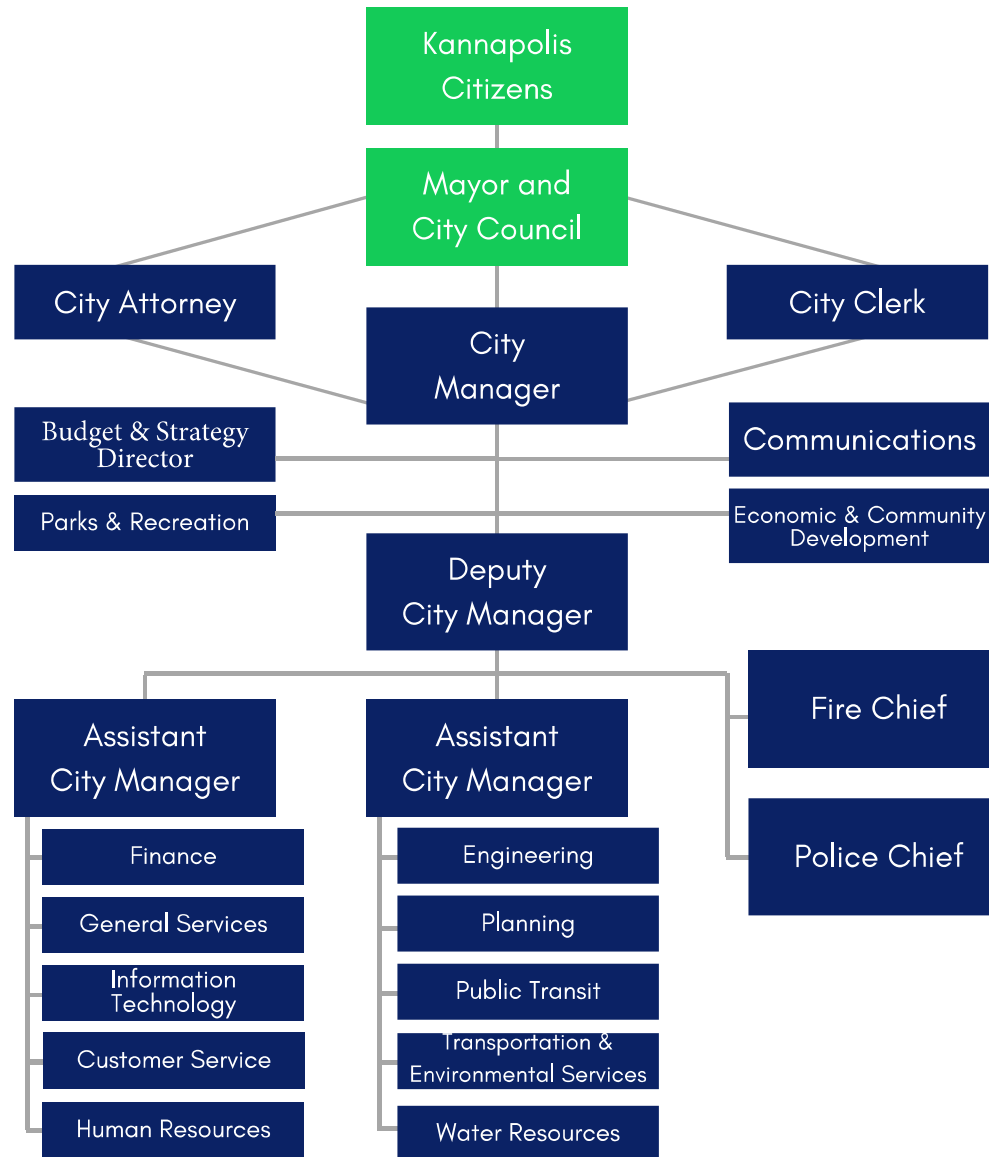 Kannapolis
Citizens
Mayor and
City Council
City Attorney
City Clerk
City
Manager
Budget & Strategy
Director
Communications
Parks & Recreation
Economic & Community
Development
Deputy
City Manager
Assistant
City Manager
Assistant
City Manager
Fire Chief
Police Chief
Finance
General Services
Information
Technology
Customer Service
Human Resources
Engineering
Planning
Public Transit
Transportation &
Environmental Services
Water Resources